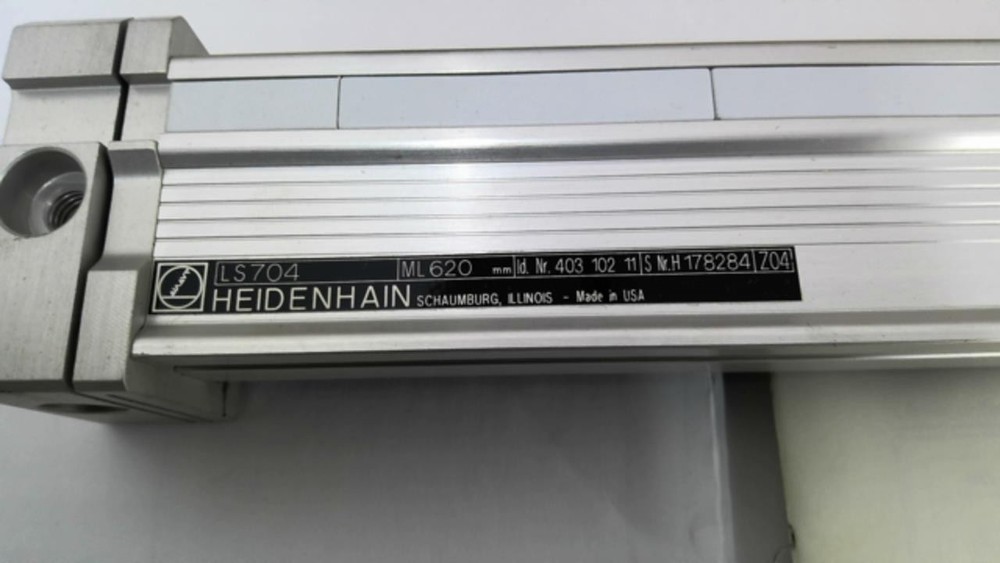 LS704 ML 620 mm Id. Nr. 403 102 11 S Nr.H 178284 Z04
HEIDENHAIN SCHAUMBURG, ILLINOIS - Made in USA